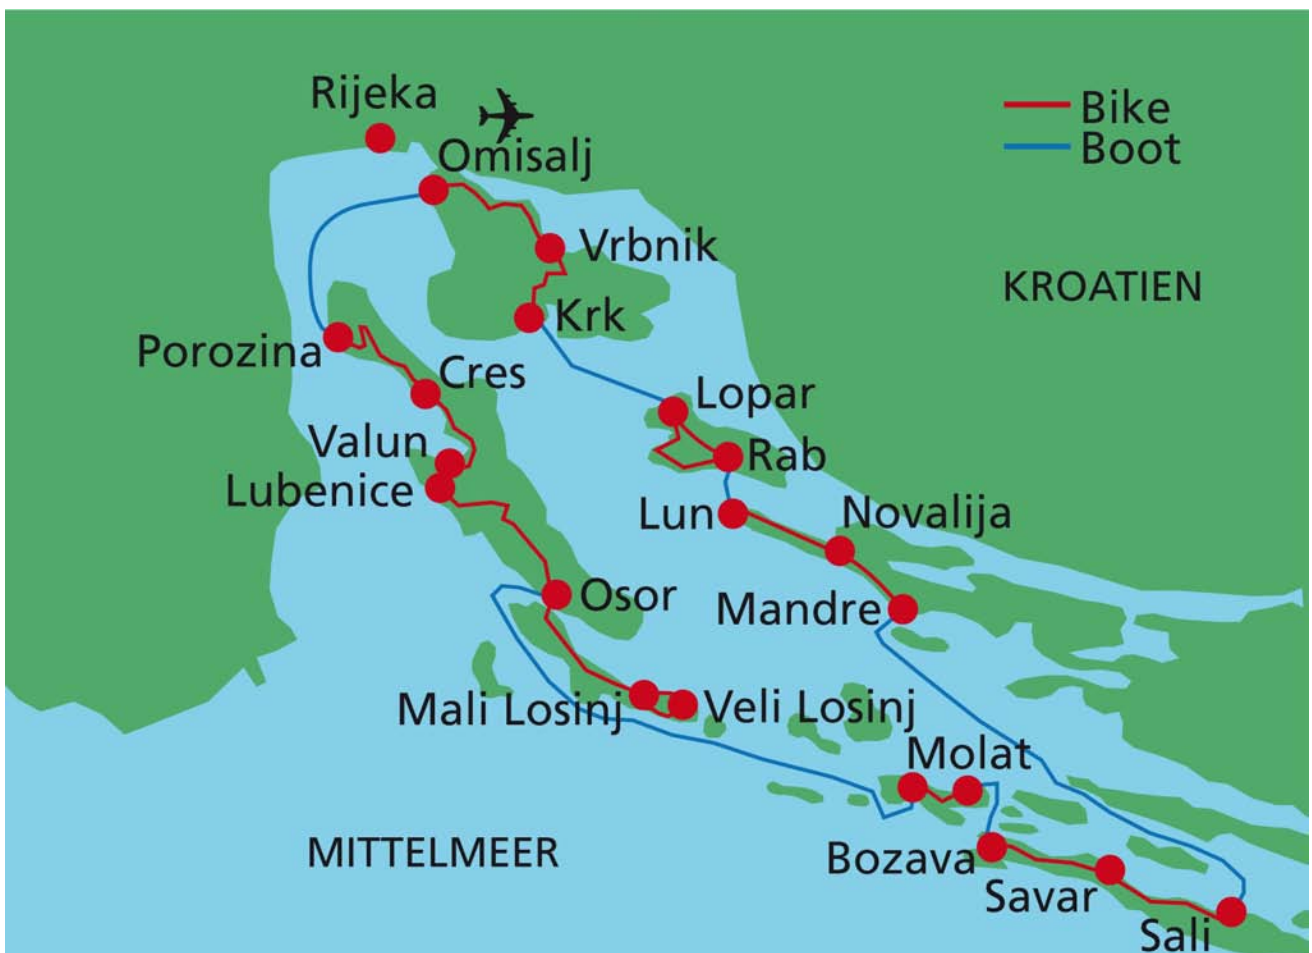 Rijeka
Bike
Omisalj
Boot
Vrbnik
KROATIEN
Krk
Porozina
Cres
Lopar
Valun
Rab
Lubenice
Lun
Novalija
Osor
Mandre
Mali Losinj
Veli Losinj
Molat
MITTELMEER
Bozava
Savar
Sali